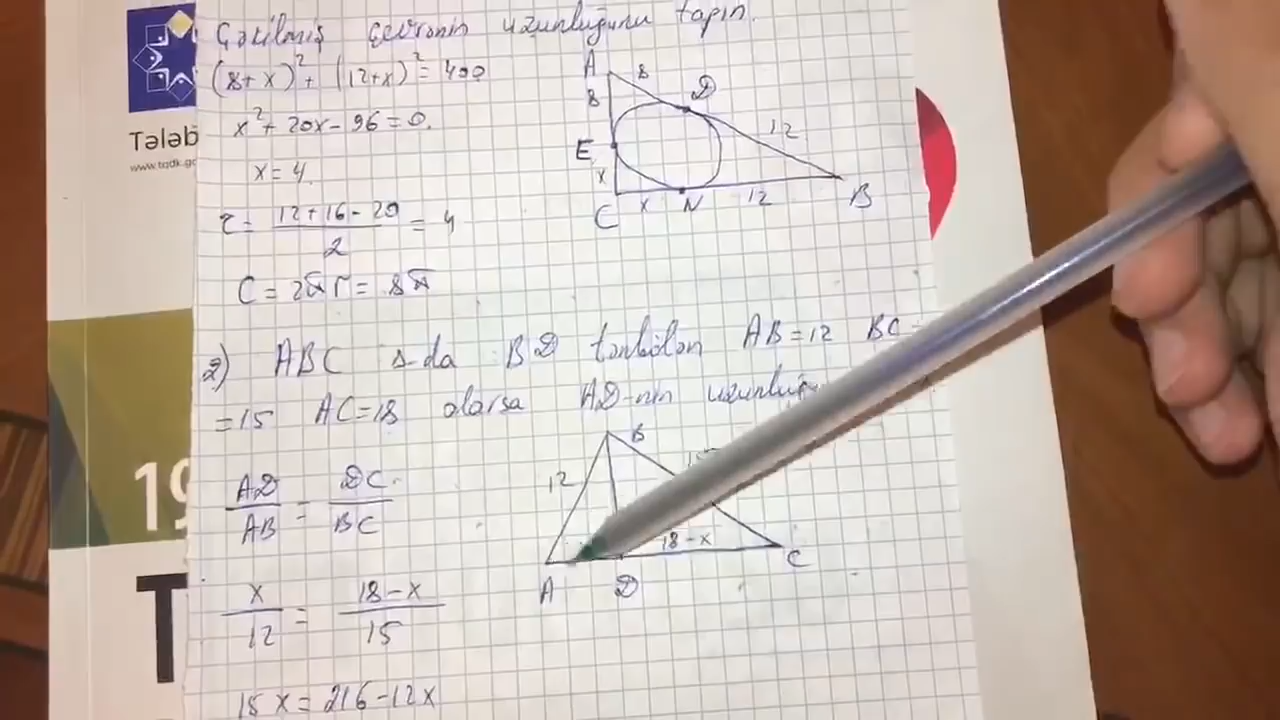 Çəkilmiş çevrənin uzunluğunu tapın.
(8+x)² + (12+x)² = 400
x² + 20x - 96 = 0.
x = 4.
r = (12+16-20)/2 = 4
C = 2πr = 8π
A
8
D
8
12
E
x
C
x
N
12
B
2) ABC Δ-da BD tənbölən AB=12 BC
=15 AC=18 olarsa AD-nin
AD/AB = DC/BC
x/12 = (18-x)/15
15x = 216-12x
B
12
18-x
A
D
C
Tələb
www.tqdk.go
19
T